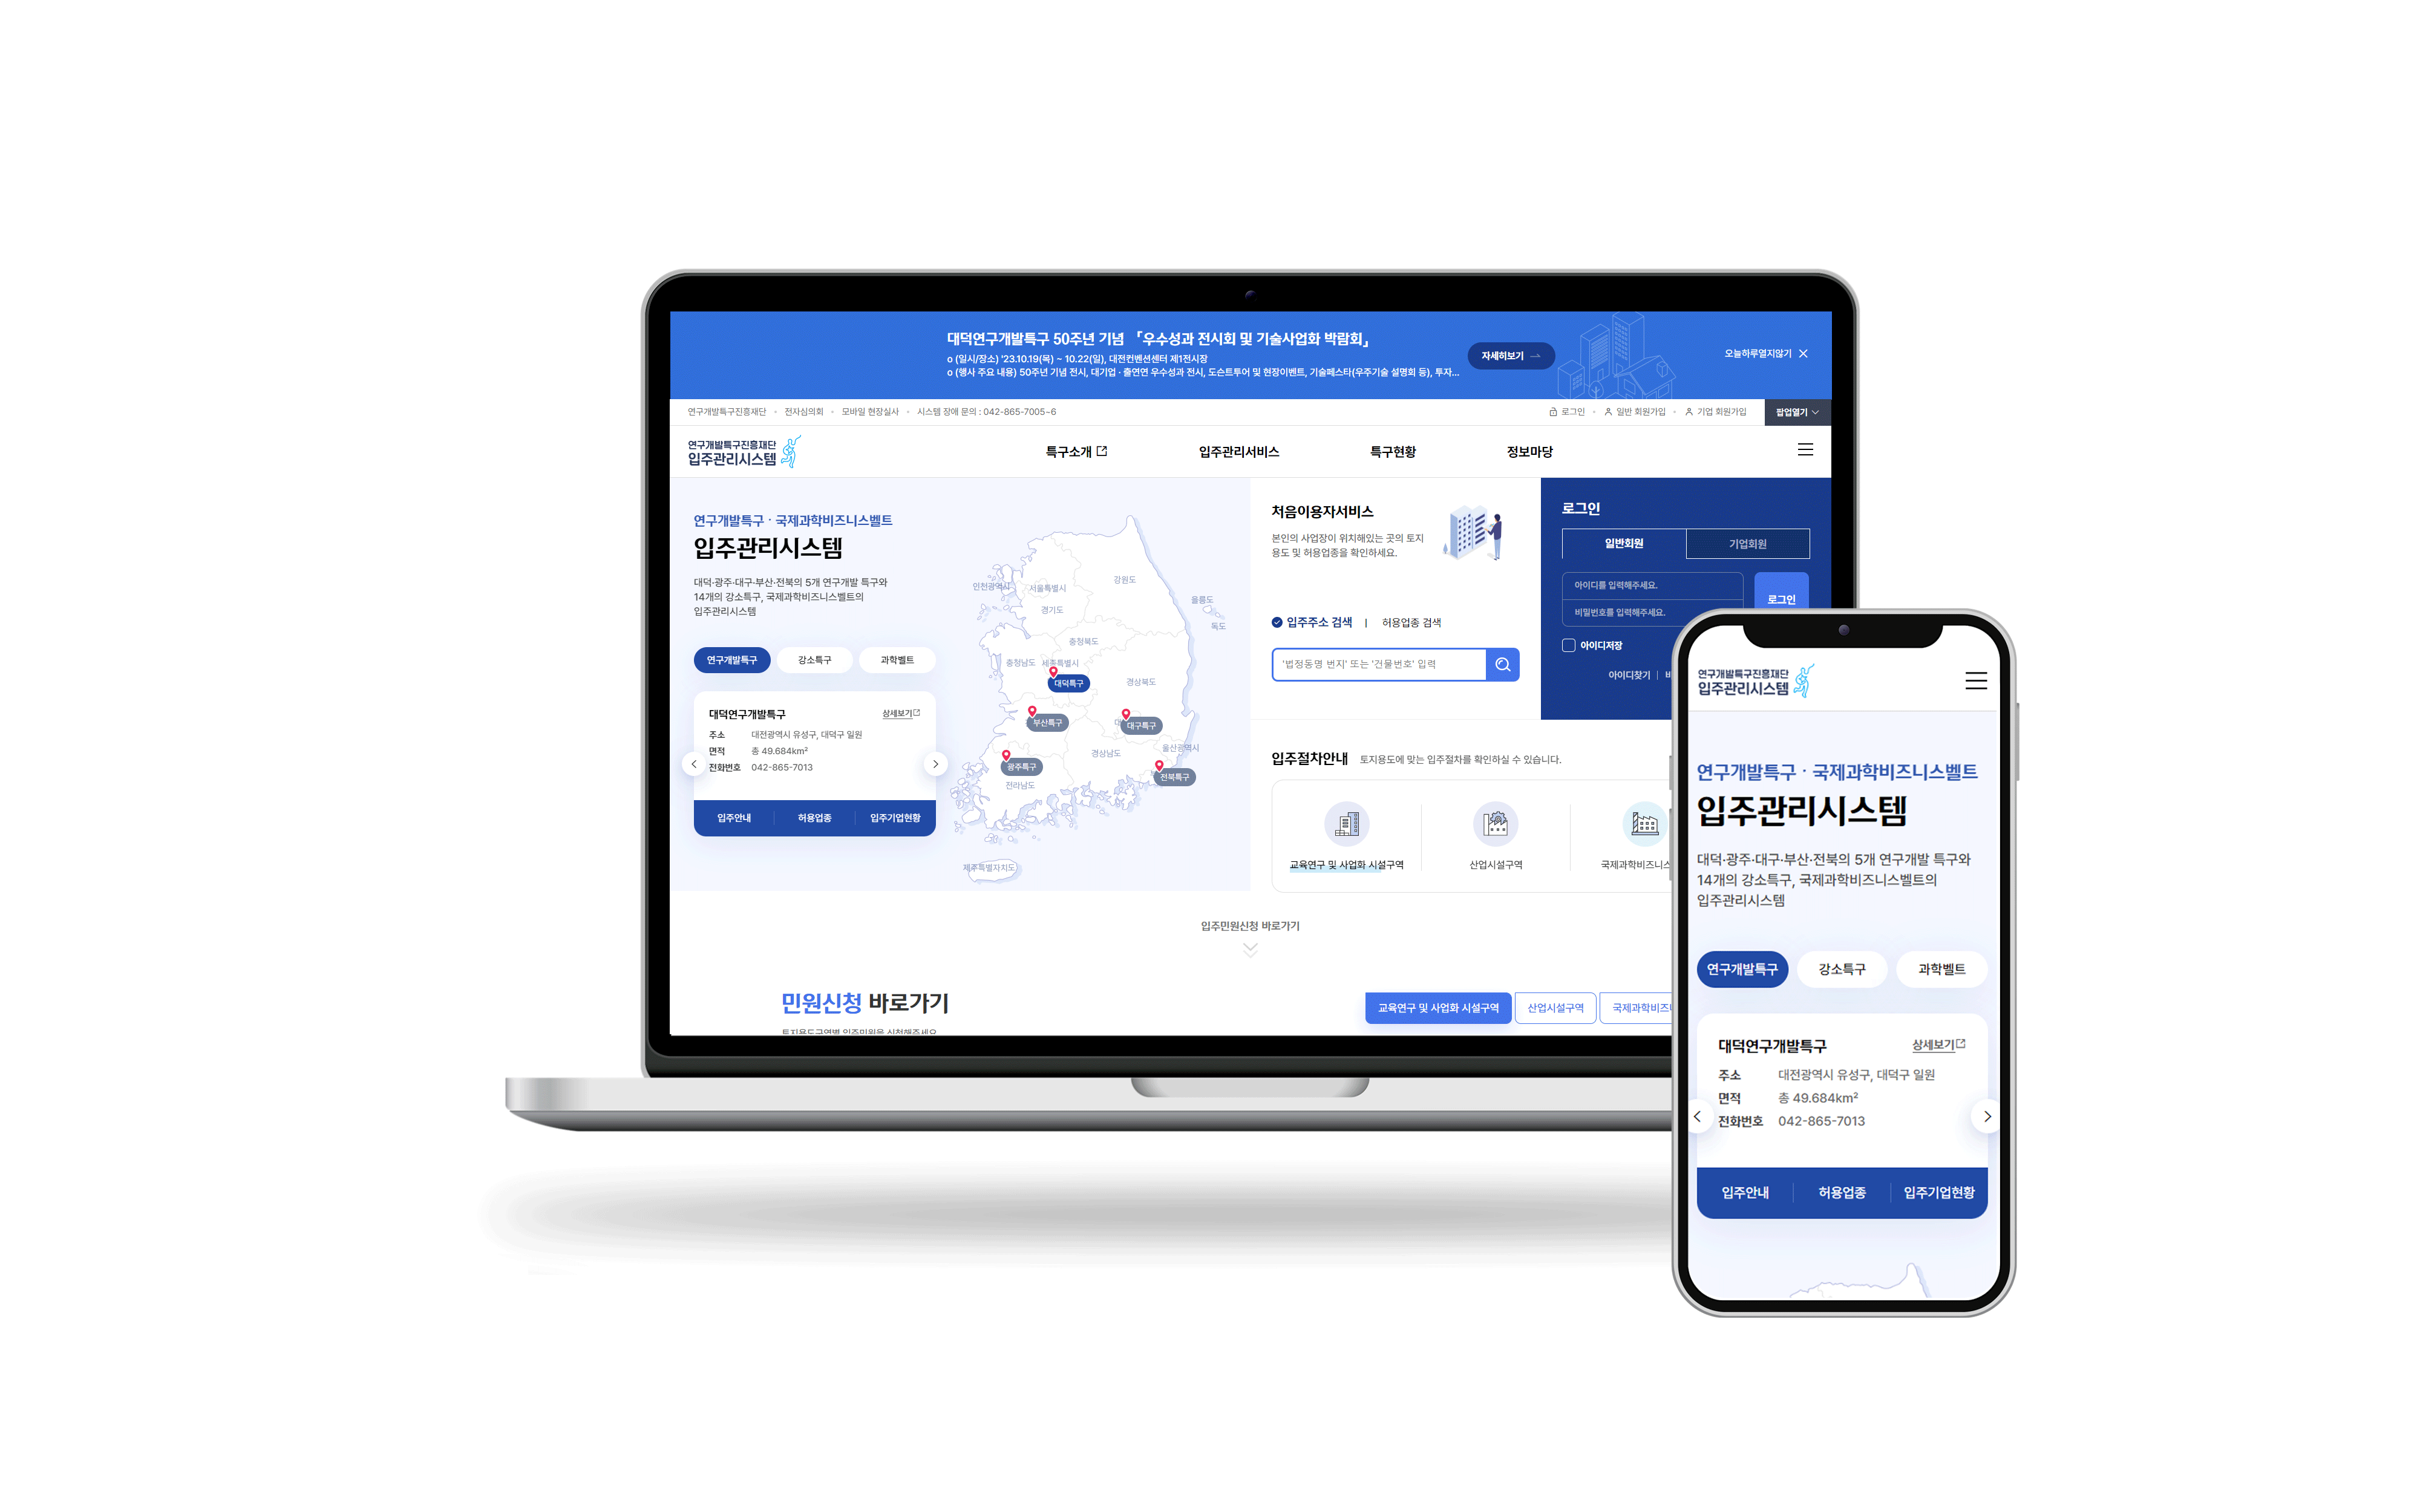 대덕연구개발특구 50주년 기념 「우수성과 전시회 및 기술사업화 박람회」
o (일시/장소) '23.10.19(목) ~ 10.22(일), 대전컨벤션센터 제1전시장
o (행사 주요 내용) 50주년 기념 전시, 대기업 · 출연연 우수성과 전시, 도슨트투어 및 현장이벤트, 기술페스타(우주기술 설명회 등), 투자...
자세히보기
오늘하루열지않기
연구개발특구진흥재단 전자심의회 모바일 현장실사 시스템 장애 문의 : 042-865-7005~6
로그인 일반 회원가입 기업 회원가입 팝업열기
연구개발특구진흥재단
입주관리시스템
특구소개 입주관리서비스 특구현황 정보마당
연구개발특구 · 국제과학비즈니스벨트
입주관리시스템
대덕·광주·대구·부산·전북의 5개 연구개발 특구와
14개의 강소특구, 국제과학비즈니스벨트의
입주관리시스템
연구개발특구 강소특구 과학벨트
대덕연구개발특구 상세보기
주소 대전광역시 유성구, 대덕구 일원
면적 총 49.684km²
전화번호 042-865-7013
입주안내 허용업종 입주기업현황
강원도
인천광역시 서울특별시
경기도
울릉도
독도
충청북도
충청남도 세종특별시
대덕특구
경상북도
부산특구
대구특구
울산광역시
경상남도
광주특구
전북특구
전라남도
제주특별자치도
처음이용자서비스
본인의 사업장이 위치해있는 곳의 토지
용도 및 허용업종을 확인하세요.
입주주소 검색 | 허용업종 검색
'법정동명 번지' 또는 '건물번호' 입력
로그인
일반회원 기업회원
아이디를 입력해주세요.
비밀번호를 입력해주세요.
로그인
아이디저장
아이디찾기
입주절차안내 토지용도에 맞는 입주절차를 확인하실 수 있습니다.
교육연구 및 사업화 시설구역 산업시설구역 국제과학비즈니스
입주민원신청 바로가기
민원신청 바로가기
토지용도구역별 입주민원을 신청해주세요
교육연구 및 사업화 시설구역 산업시설구역 국제과학비즈니
연구개발특구진흥재단
입주관리시스템
연구개발특구 · 국제과학비즈니스벨트
입주관리시스템
대덕·광주·대구·부산·전북의 5개 연구개발 특구와
14개의 강소특구, 국제과학비즈니스벨트의
입주관리시스템
연구개발특구 강소특구 과학벨트
대덕연구개발특구 상세보기
주소 대전광역시 유성구, 대덕구 일원
면적 총 49.684km²
전화번호 042-865-7013
입주안내 허용업종 입주기업현황